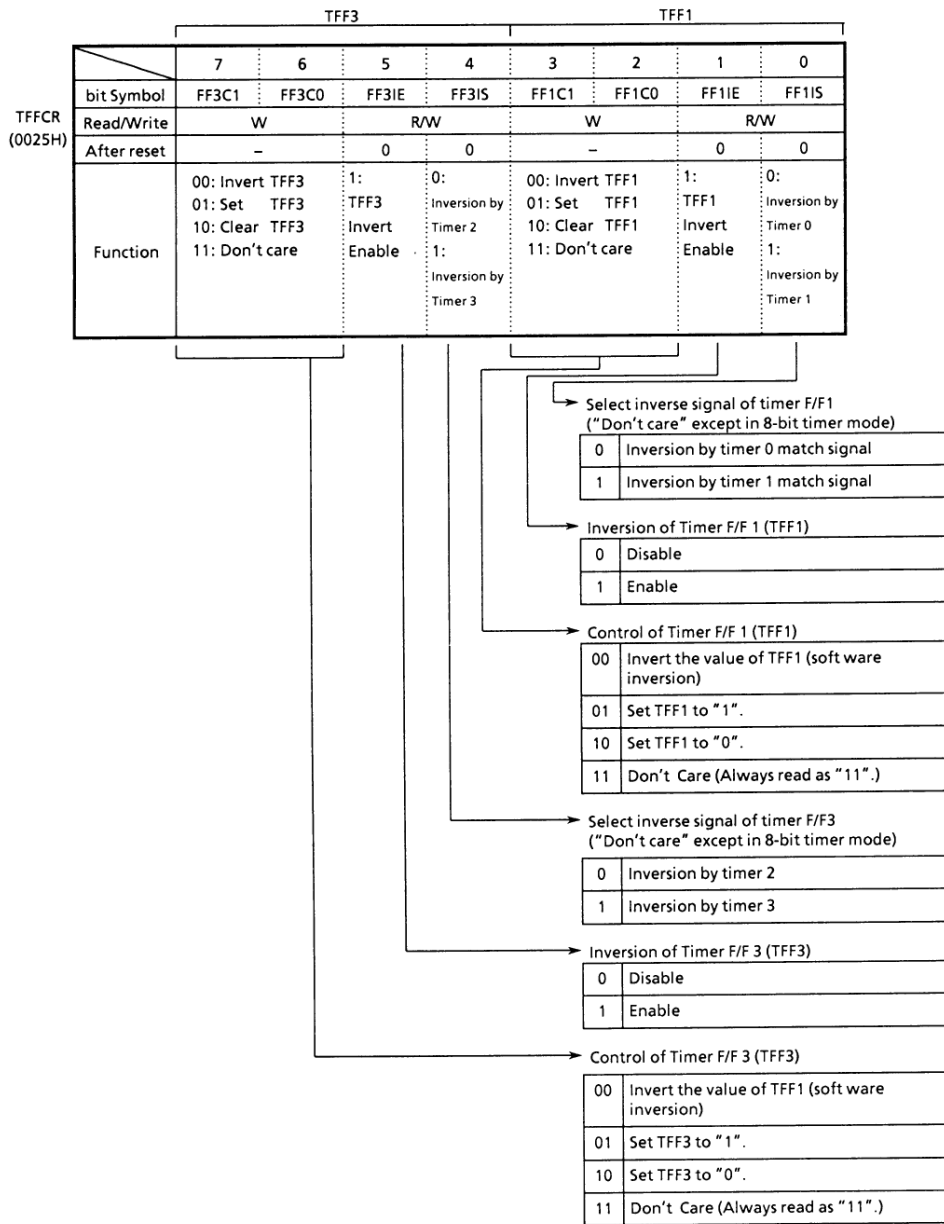 TFF3 TFF1
7 6 5 4 3 2 1 0
bit Symbol FF3C1 FF3C0 FF3IE FF3IS FF1C1 FF1C0 FF1IE FF1IS
TFFCR
(0025H)
Read/Write W R/W W R/W
After reset – 0 0 – 0 0
Function
00: Invert TFF3
01: Set TFF3
10: Clear TFF3
11: Don't care
1:
TFF3
Invert
Enable
0:
Inversion by
Timer 2
1:
Inversion by
Timer 3
00: Invert TFF1
01: Set TFF1
10: Clear TFF1
11: Don't care
1:
TFF1
Invert
Enable
0:
Inversion by
Timer 0
1:
Inversion by
Timer 1
Select inverse signal of timer F/F1
("Don't care" except in 8-bit timer mode)
0 Inversion by timer 0 match signal
1 Inversion by timer 1 match signal
Inversion of Timer F/F 1 (TFF1)
0 Disable
1 Enable
Control of Timer F/F 1 (TFF1)
00 Invert the value of TFF1 (soft ware
inversion)
01 Set TFF1 to "1".
10 Set TFF1 to "0".
11 Don't Care (Always read as "11".)
Select inverse signal of timer F/F3
("Don't care" except in 8-bit timer mode)
0 Inversion by timer 2
1 Inversion by timer 3
Inversion of Timer F/F 3 (TFF3)
0 Disable
1 Enable
Control of Timer F/F 3 (TFF3)
00 Invert the value of TFF1 (soft ware
inversion)
01 Set TFF3 to "1".
10 Set TFF3 to "0".
11 Don't Care (Always read as "11".)